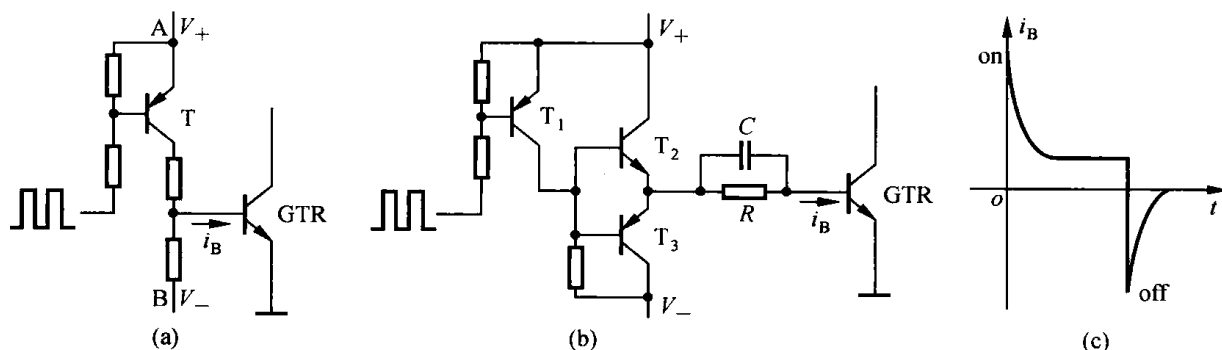 A V+
T
GTR
iB
B V−
(a)
V+
T1
T2
C
R
GTR
iB
T3
V−
(b)
iB
on
o
t
off
(c)